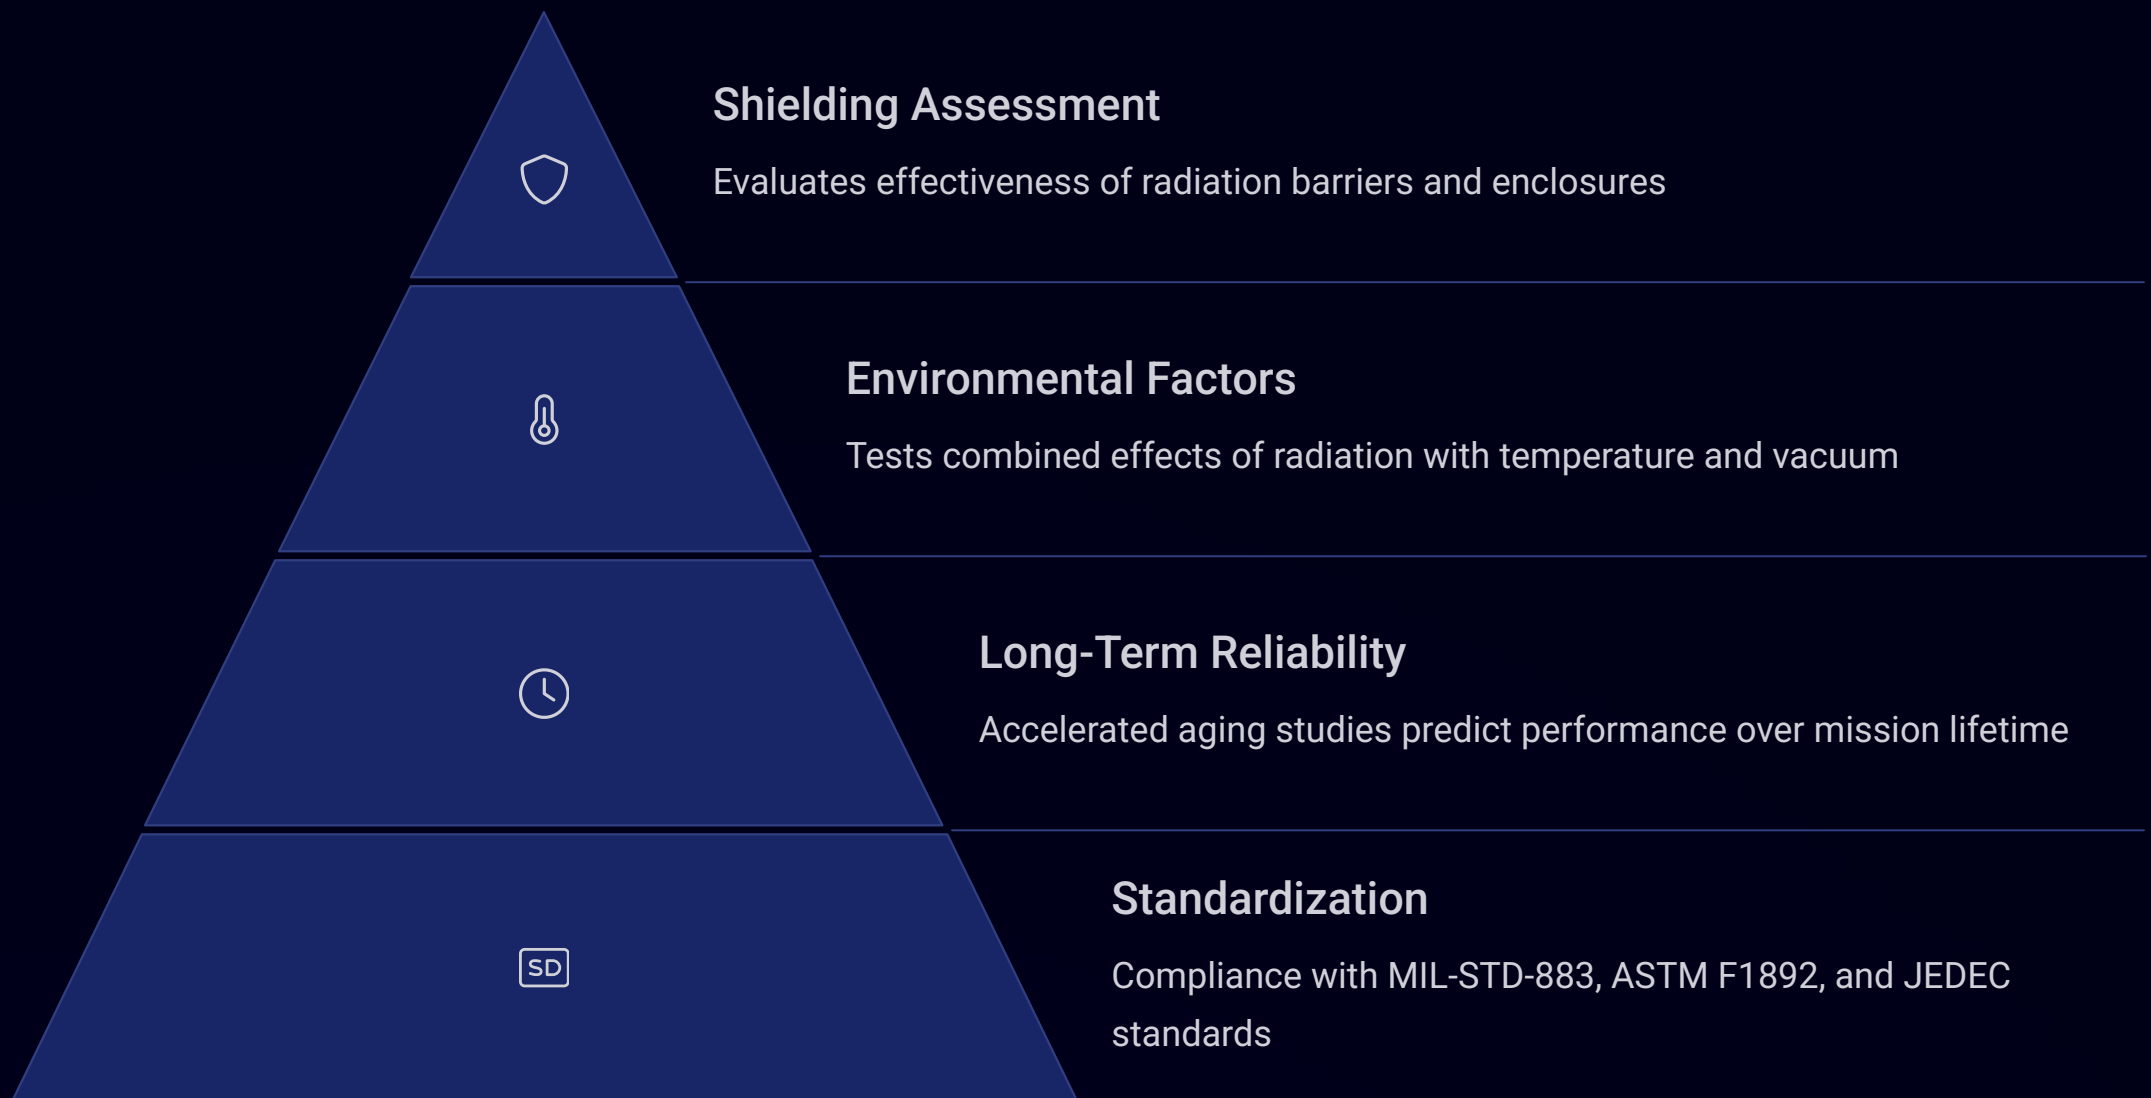 Shielding Assessment
Evaluates effectiveness of radiation barriers and enclosures
Environmental Factors
Tests combined effects of radiation with temperature and vacuum
Long-Term Reliability
Accelerated aging studies predict performance over mission lifetime
SD
Standardization
Compliance with MIL-STD-883, ASTM F1892, and JEDEC
standards